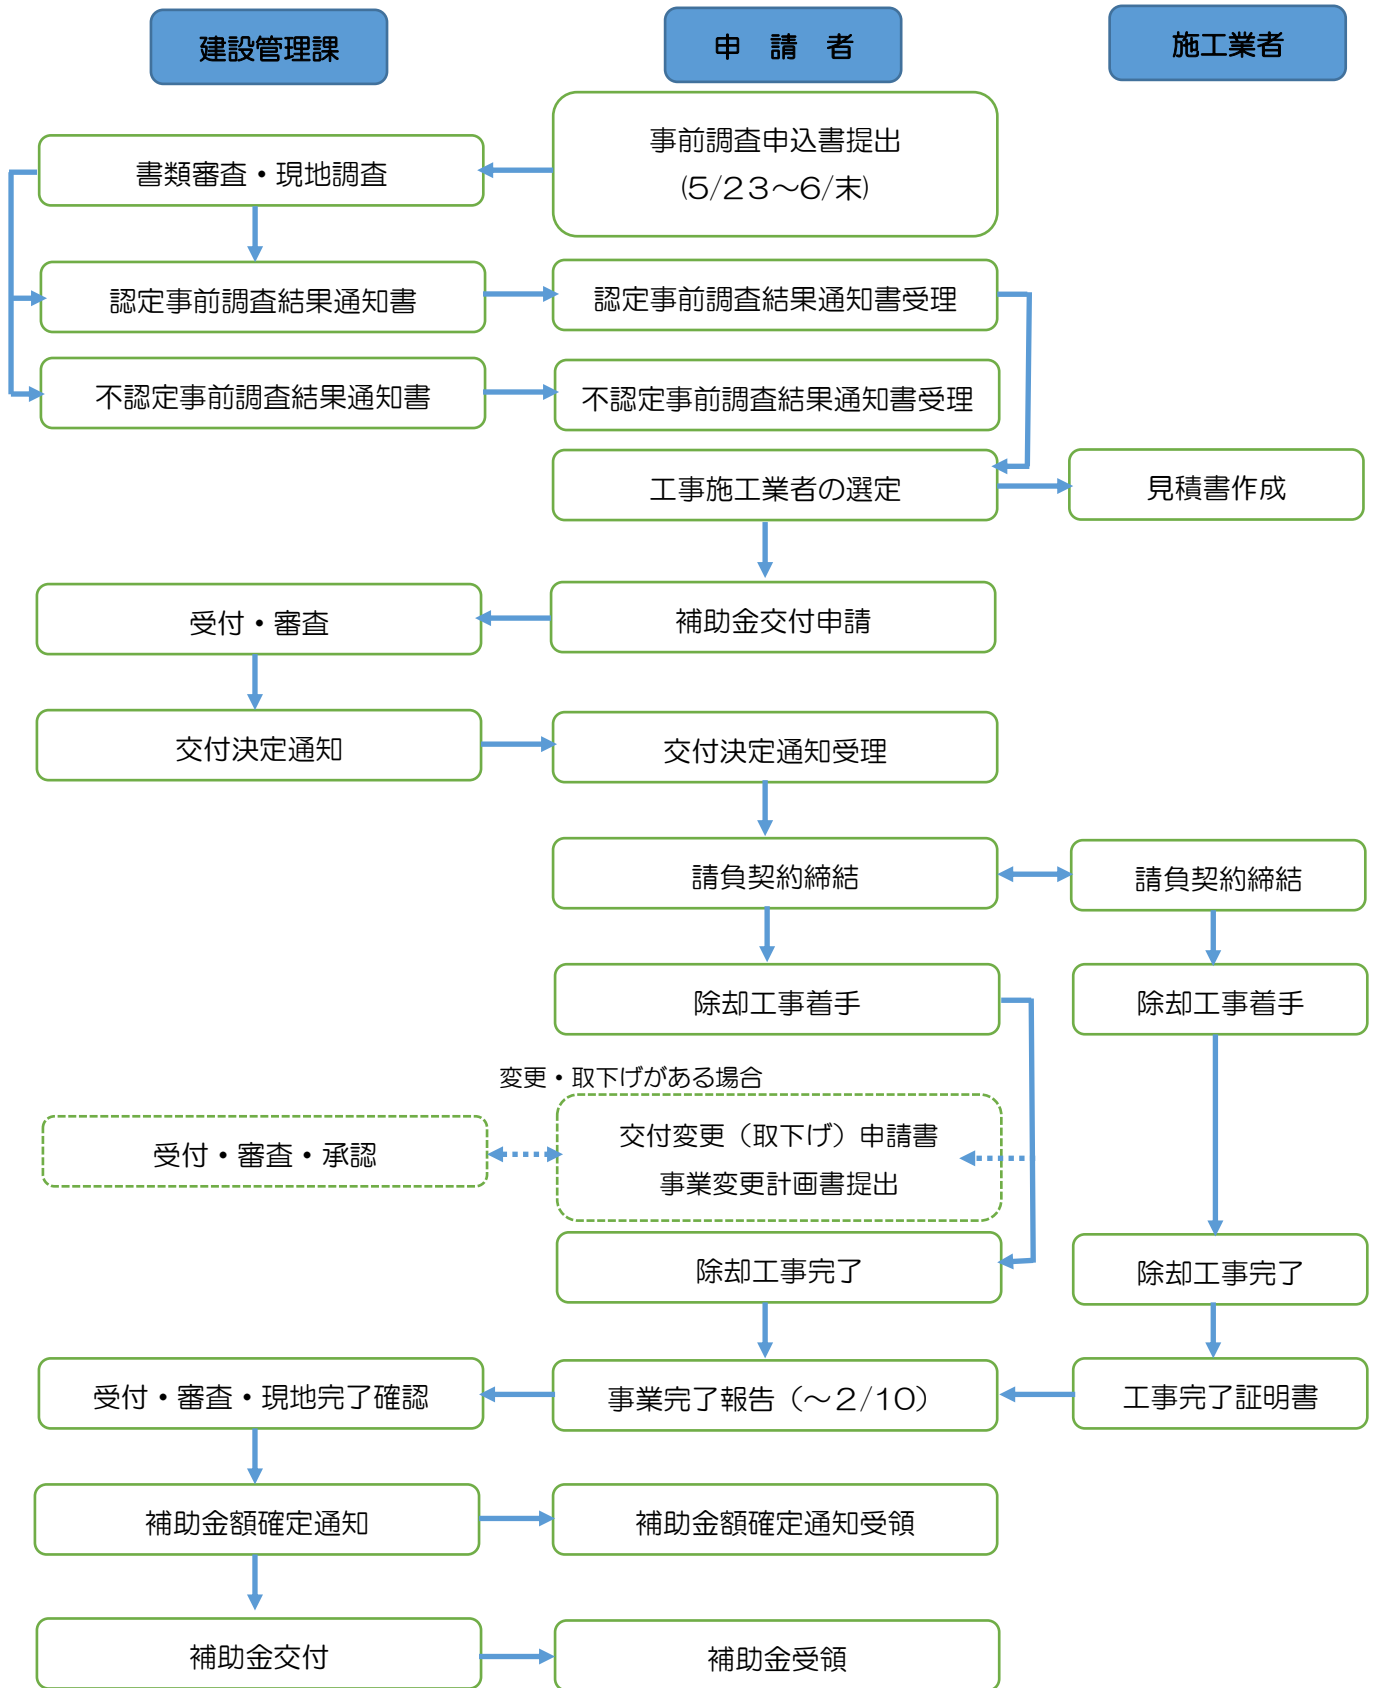 建設管理課
申　請　者
施工業者
事前調査申込書提出
(5/23～6/末)
書類審査・現地調査
認定事前調査結果通知書
認定事前調査結果通知書受理
不認定事前調査結果通知書
不認定事前調査結果通知書受理
工事施工業者の選定
見積書作成
補助金交付申請
受付・審査
交付決定通知
交付決定通知受理
請負契約締結
請負契約締結
除却工事着手
除却工事着手
変更・取下げがある場合
交付変更（取下げ）申請書
事業変更計画書提出
受付・審査・承認
除却工事完了
除却工事完了
受付・審査・現地完了確認
事業完了報告（～2/10）
工事完了証明書
補助金額確定通知
補助金額確定通知受領
補助金交付
補助金受領